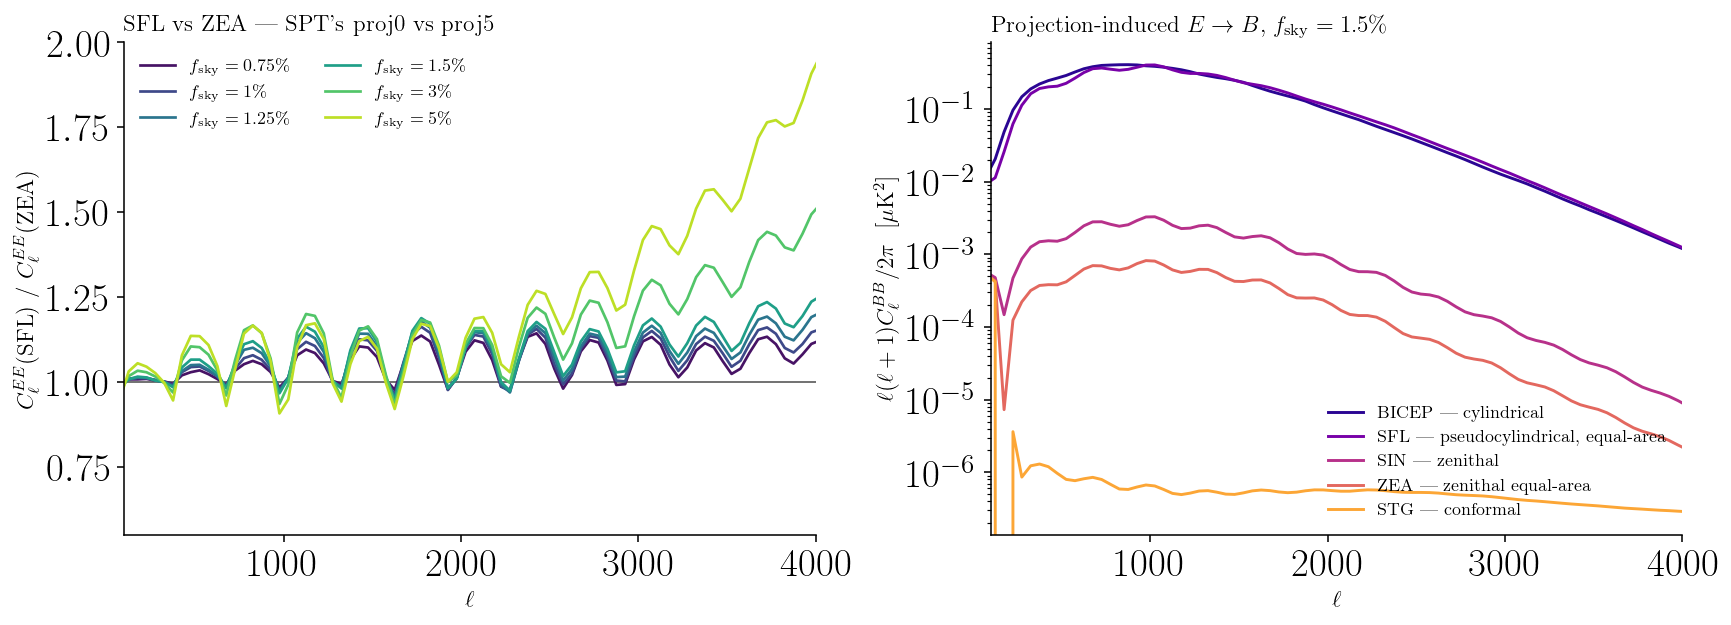 SFL vs ZEA — SPT's proj0 vs proj5
f_sky = 0.75%
f_sky = 1%
f_sky = 1.25%
f_sky = 1.5%
f_sky = 3%
f_sky = 5%
2.00
1.75
1.50
1.25
1.00
0.75
C_ℓ^{EE}(SFL) / C_ℓ^{EE}(ZEA)
1000
2000
3000
4000
ℓ
Projection-induced E → B, f_sky = 1.5%
10^{-1}
10^{-2}
10^{-3}
10^{-4}
10^{-5}
10^{-6}
ℓ(ℓ + 1)C_ℓ^{BB}/2π [μK^2]
BICEP — cylindrical
SFL — pseudocylindrical, equal-area
SIN — zenithal
ZEA — zenithal equal-area
STG — conformal
1000
2000
3000
4000
ℓ